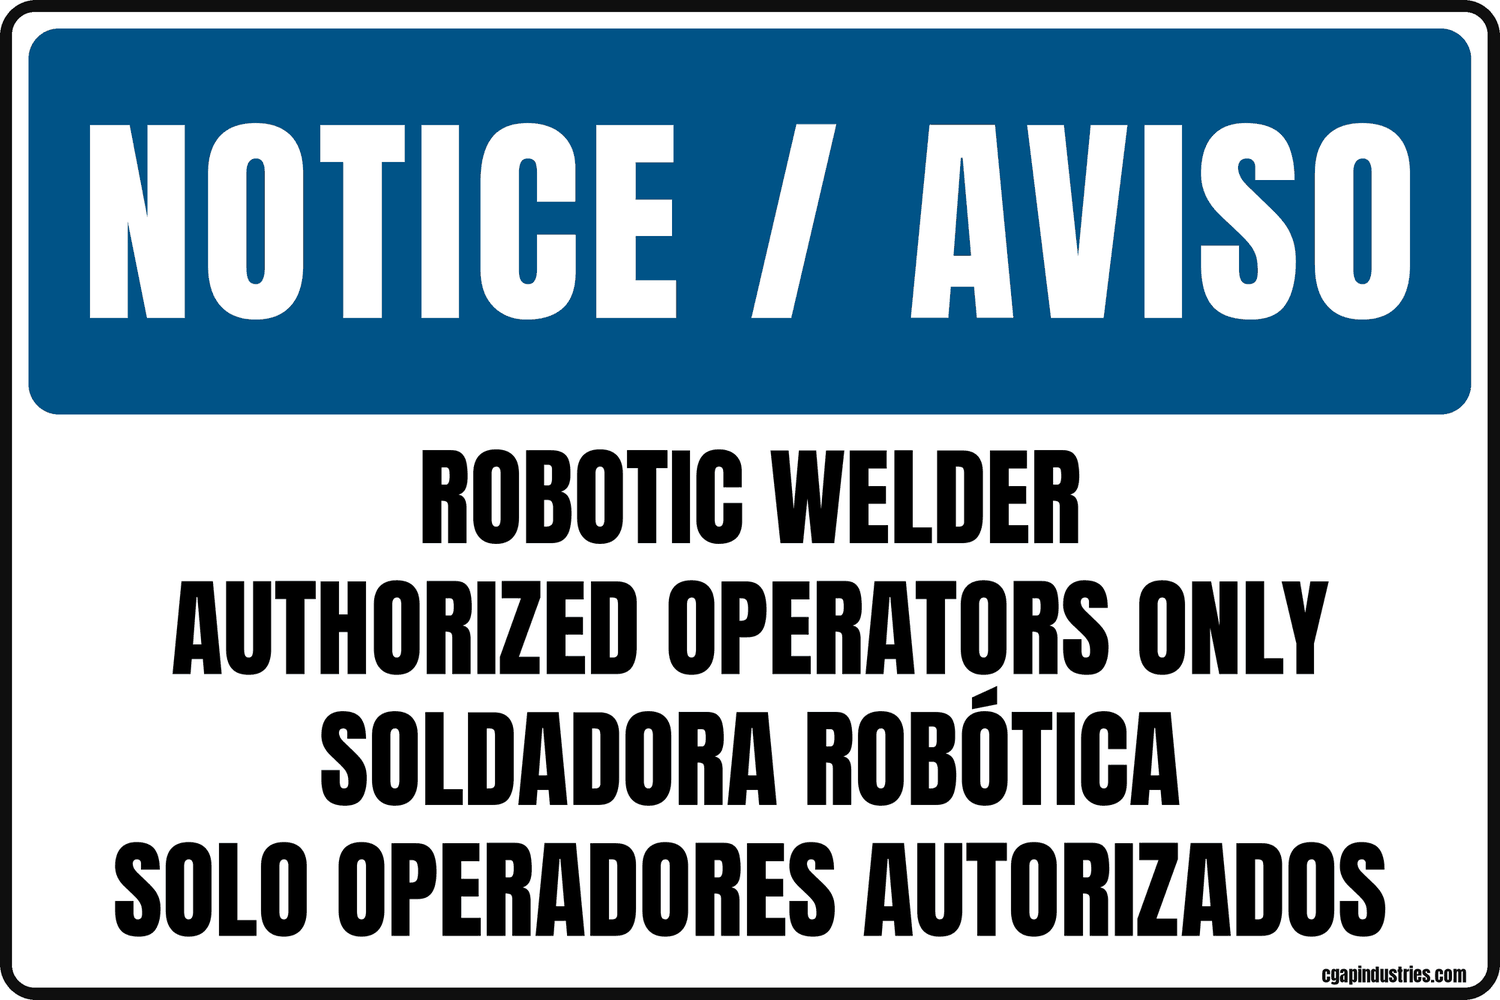 NOTICE / AVISO
ROBOTIC WELDER
AUTHORIZED OPERATORS ONLY
SOLDADORA ROBÓTICA
SOLO OPERADORES AUTORIZADOS
cgapindustries.com